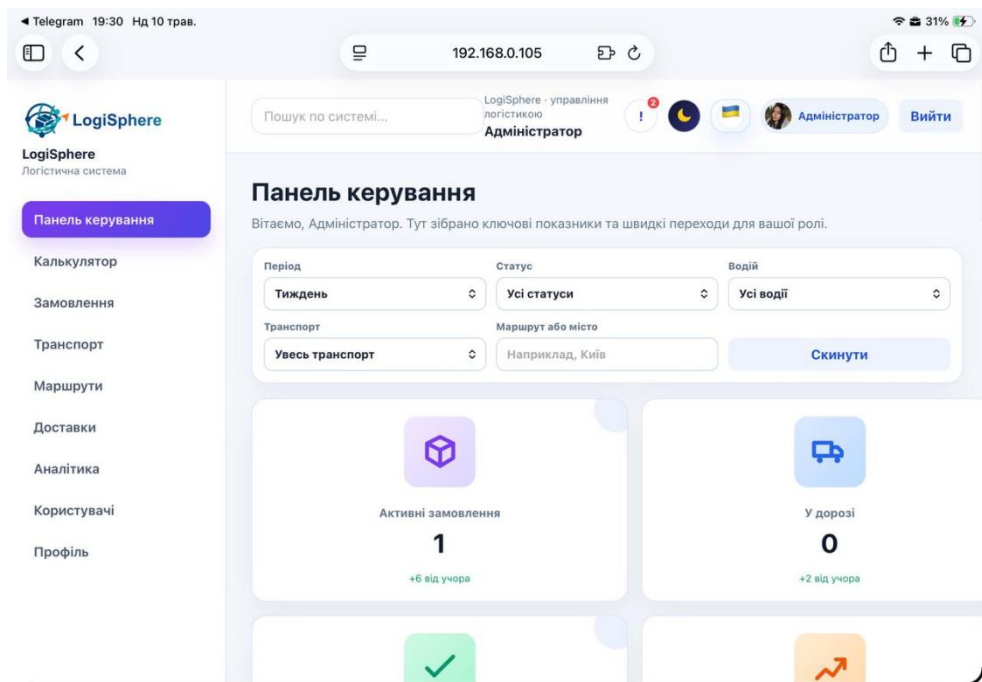 ◀ Telegram 19:30 Нд 10 трав.
31%
192.168.0.105
LogiSphere
LogiSphere
Логістична система
Панель керування
Калькулятор
Замовлення
Транспорт
Маршрути
Доставки
Аналітика
Користувачі
Профіль
Пошук по системі...
LogiSphere - управління
логістикою
Адміністратор
!
2
Адміністратор
Вийти
Панель керування
Вітаємо, Адміністратор. Тут зібрано ключові показники та швидкі переходи для вашої ролі.
Період
Статус
Водій
Тиждень
Усі статуси
Усі водії
Транспорт
Маршрут або місто
Увесь транспорт
Наприклад, Київ
Скинути
Активні замовлення
1
+6 від учора
У дорозі
0
+2 від учора